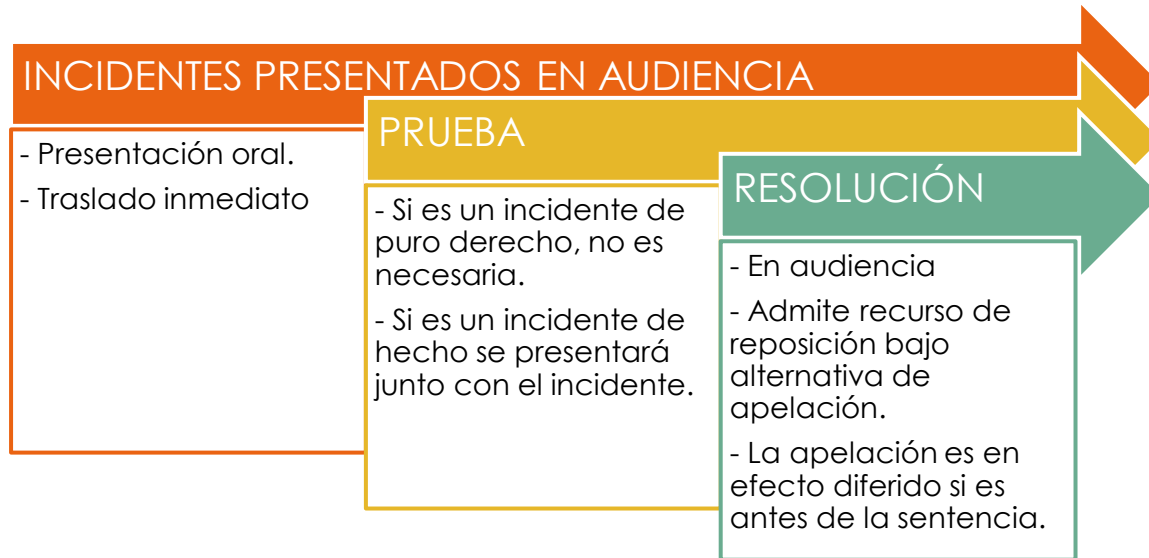 INCIDENTES PRESENTADOS EN AUDIENCIA
- Presentación oral.
- Traslado inmediato
PRUEBA
- Si es un incidente de
puro derecho, no es
necesaria.
- Si es un incidente de
hecho se presentará
junto con el incidente.
RESOLUCIÓN
- En audiencia
- Admite recurso de
reposición bajo
alternativa de
apelación.
- La apelación es en
efecto diferido si es
antes de la sentencia.